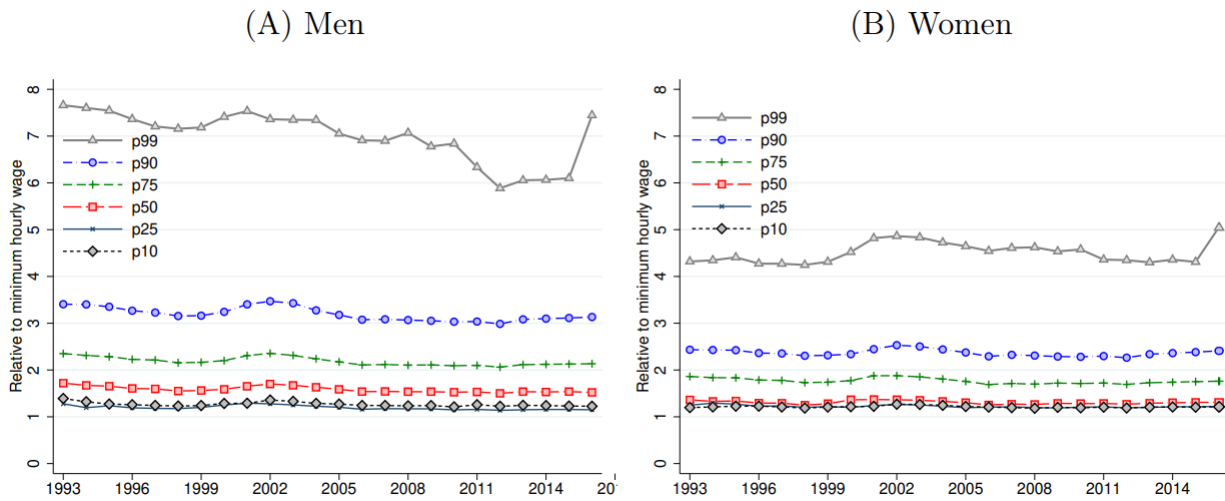 (A) Men
Relative to minimum hourly wage
8
7
6
5
4
3
2
1
0
p99
p90
p75
p50
p25
p10
1993 1996 1999 2002 2005 2008 2011 2014 201
(B) Women
Relative to minimum hourly wage
8
7
6
5
4
3
2
1
0
p99
p90
p75
p50
p25
p10
1993 1996 1999 2002 2005 2008 2011 2014